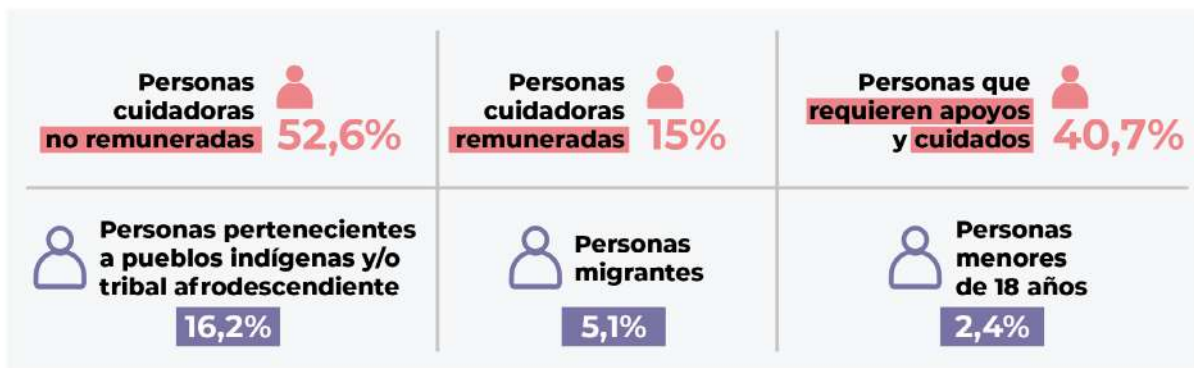 Personas
cuidadoras
no remuneradas 52,6%
Personas
cuidadoras
remuneradas 15%
Personas que
requieren apoyos
y cuidados 40,7%
Personas pertenecientes
a pueblos indígenas y/o
tribal afrodescendiente
16,2%
Personas
migrantes
5,1%
Personas
menores
de 18 años
2,4%